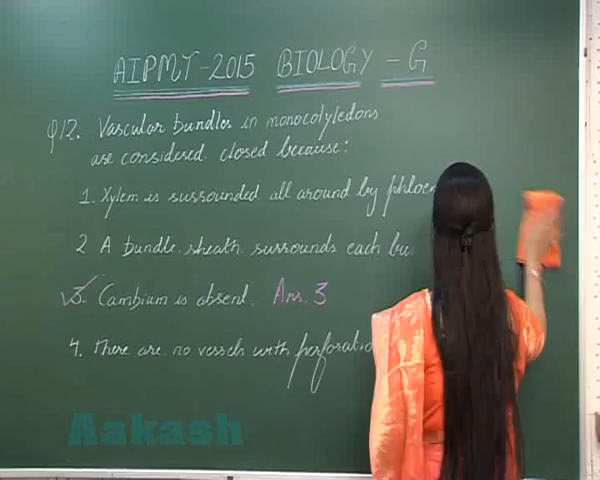 AIPMT-2015 BIOLOGY - G
Q12. Vascular bundles in monocotyledons
are considered closed because:
1. Xylem is surrounded all around by phloem
2 A bundle sheath surrounds each
3. Cambium is absent. Ans. 3
4. There are no vessels with
Aakash